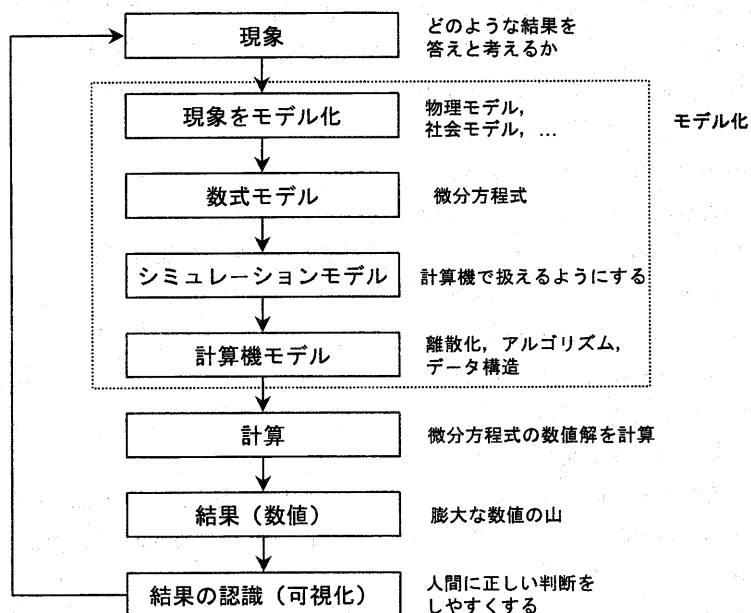 現象
どのような結果を
答えと考えるか
現象をモデル化
物理モデル，
社会モデル，…
モデル化
数式モデル
微分方程式
シミュレーションモデル
計算機で扱えるようにする
計算機モデル
離散化，アルゴリズム，
データ構造
計算
微分方程式の数値解を計算
結果（数値）
膨大な数値の山
結果の認識（可視化）
人間に正しい判断を
しやすくする